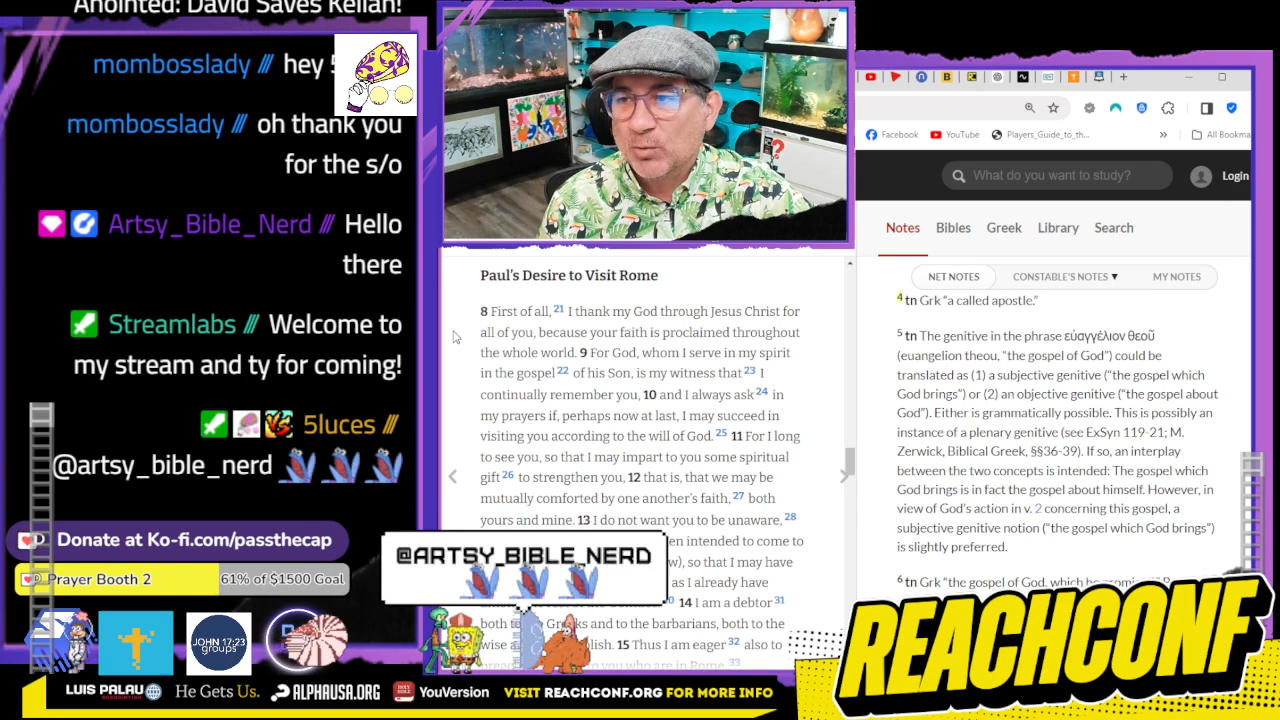 Anointed: David Saves Keilah!
mombosslady /// hey
mombosslady /// oh thank you
for the s/o
Artsy_Bible_Nerd /// Hello
there
Streamlabs /// Welcome to
my stream and ty for coming!
5luces ///
@artsy_bible_nerd
Donate at Ko-fi.com/passthecap
Prayer Booth 2 61% of $1500 Goal
JOHN 17:23
groups
Paul's Desire to Visit Rome
8 First of all, 21 I thank my God through Jesus Christ for
all of you, because your faith is proclaimed throughout
the whole world. 9 For God, whom I serve in my spirit
in the gospel 22 of his Son, is my witness that 23 I
continually remember you, 10 and I always ask 24 in
my prayers if, perhaps now at last, I may succeed in
visiting you according to the will of God. 25 11 For I long
to see you, so that I may impart to you some spiritual
gift 26 to strengthen you, 12 that is, that we may be
mutually comforted by one another's faith, 27 both
yours and mine. 13 I do not want you to be unaware, 28
intended to come to
so that I may have
as I already have
14 I am a debtor 31
both to the Greeks and to the barbarians, both to the
15 Thus I am eager 32 also to
to you who are in Rome. 33
@ARTSY_BIBLE_NERD
Facebook YouTube Players_Guide_to_th... » All Bookma
What do you want to study? Login
Notes Bibles Greek Library Search
NET NOTES CONSTABLE'S NOTES ▼ MY NOTES
4 tn Grk "a called apostle."
5 tn The genitive in the phrase εὐαγγέλιον θεοῦ
(euangelion theou, "the gospel of God") could be
translated as (1) a subjective genitive ("the gospel which
God brings") or (2) an objective genitive ("the gospel about
God"). Either is grammatically possible. This is possibly an
instance of a plenary genitive (see ExSyn 119-21; M.
Zerwick, Biblical Greek, §§36-39). If so, an interplay
between the two concepts is intended: The gospel which
God brings is in fact the gospel about himself. However, in
view of God's action in v. 2 concerning this gospel, a
subjective genitive notion ("the gospel which God brings")
is slightly preferred.
6 tn Grk "the gospel of God, which he
REACHCONF
LUIS PALAU He Gets Us. ALPHAUSA.ORG HOLY BIBLE YouVersion VISIT REACHCONF.ORG FOR MORE INFO